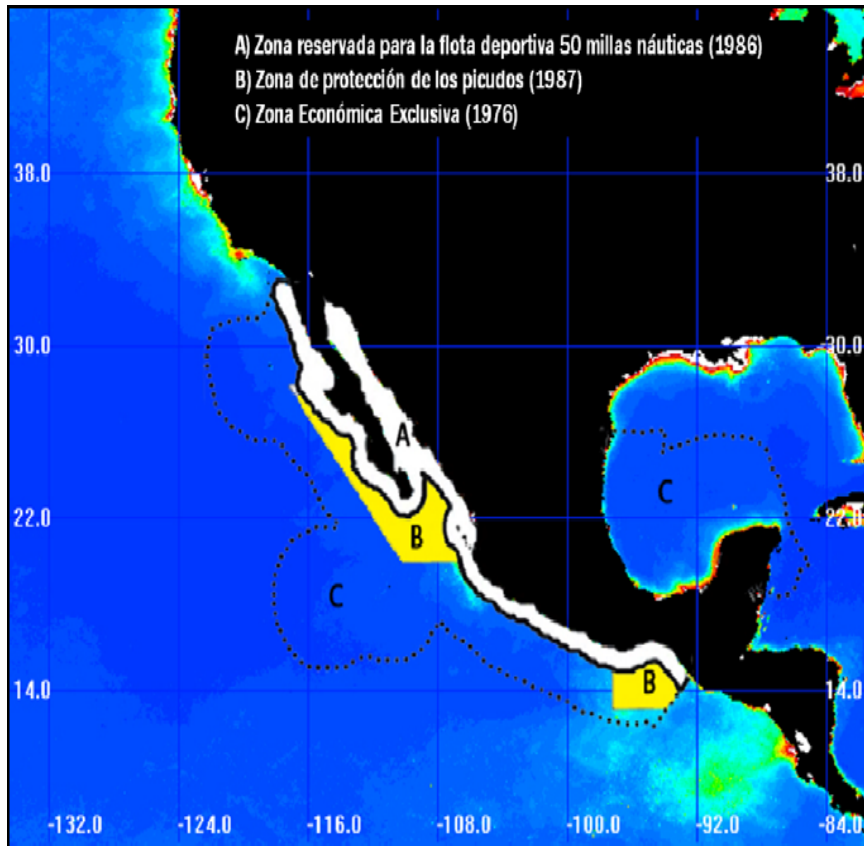 A) Zona reservada para la flota deportiva 50 millas náuticas (1986)
B) Zona de protección de los picudos (1987)
C) Zona Económica Exclusiva (1976)
38.0 38.0
30.0 30.0
A
C
22.0 22.0
B
C
B
14.0 14.0
-132.0 -124.0 -116.0 -108.0 -100.0 -92.0 -84.0